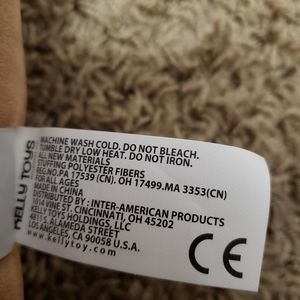 KELLY TOYS
MACHINE WASH COLD. DO NOT BLEACH.
TUMBLE DRY LOW HEAT. DO NOT IRON.
ALL NEW MATERIALS
STUFFING POLYESTER FIBERS
REG.NO.PA 17539 (CN). OH 17499.MA 3353(CN)
FOR ALL AGES
MADE IN CHINA
DISTRIBUTED BY : INTER-AMERICAN PRODUCTS
1014 VINE ST. CINCINNATI, OH 45202
KELLY TOYS HOLDINGS, LLC
4811 S. ALAMEDA STREET
LOS ANGELES, CA 90058 U.S.A.
www.kellytoy.com
CE